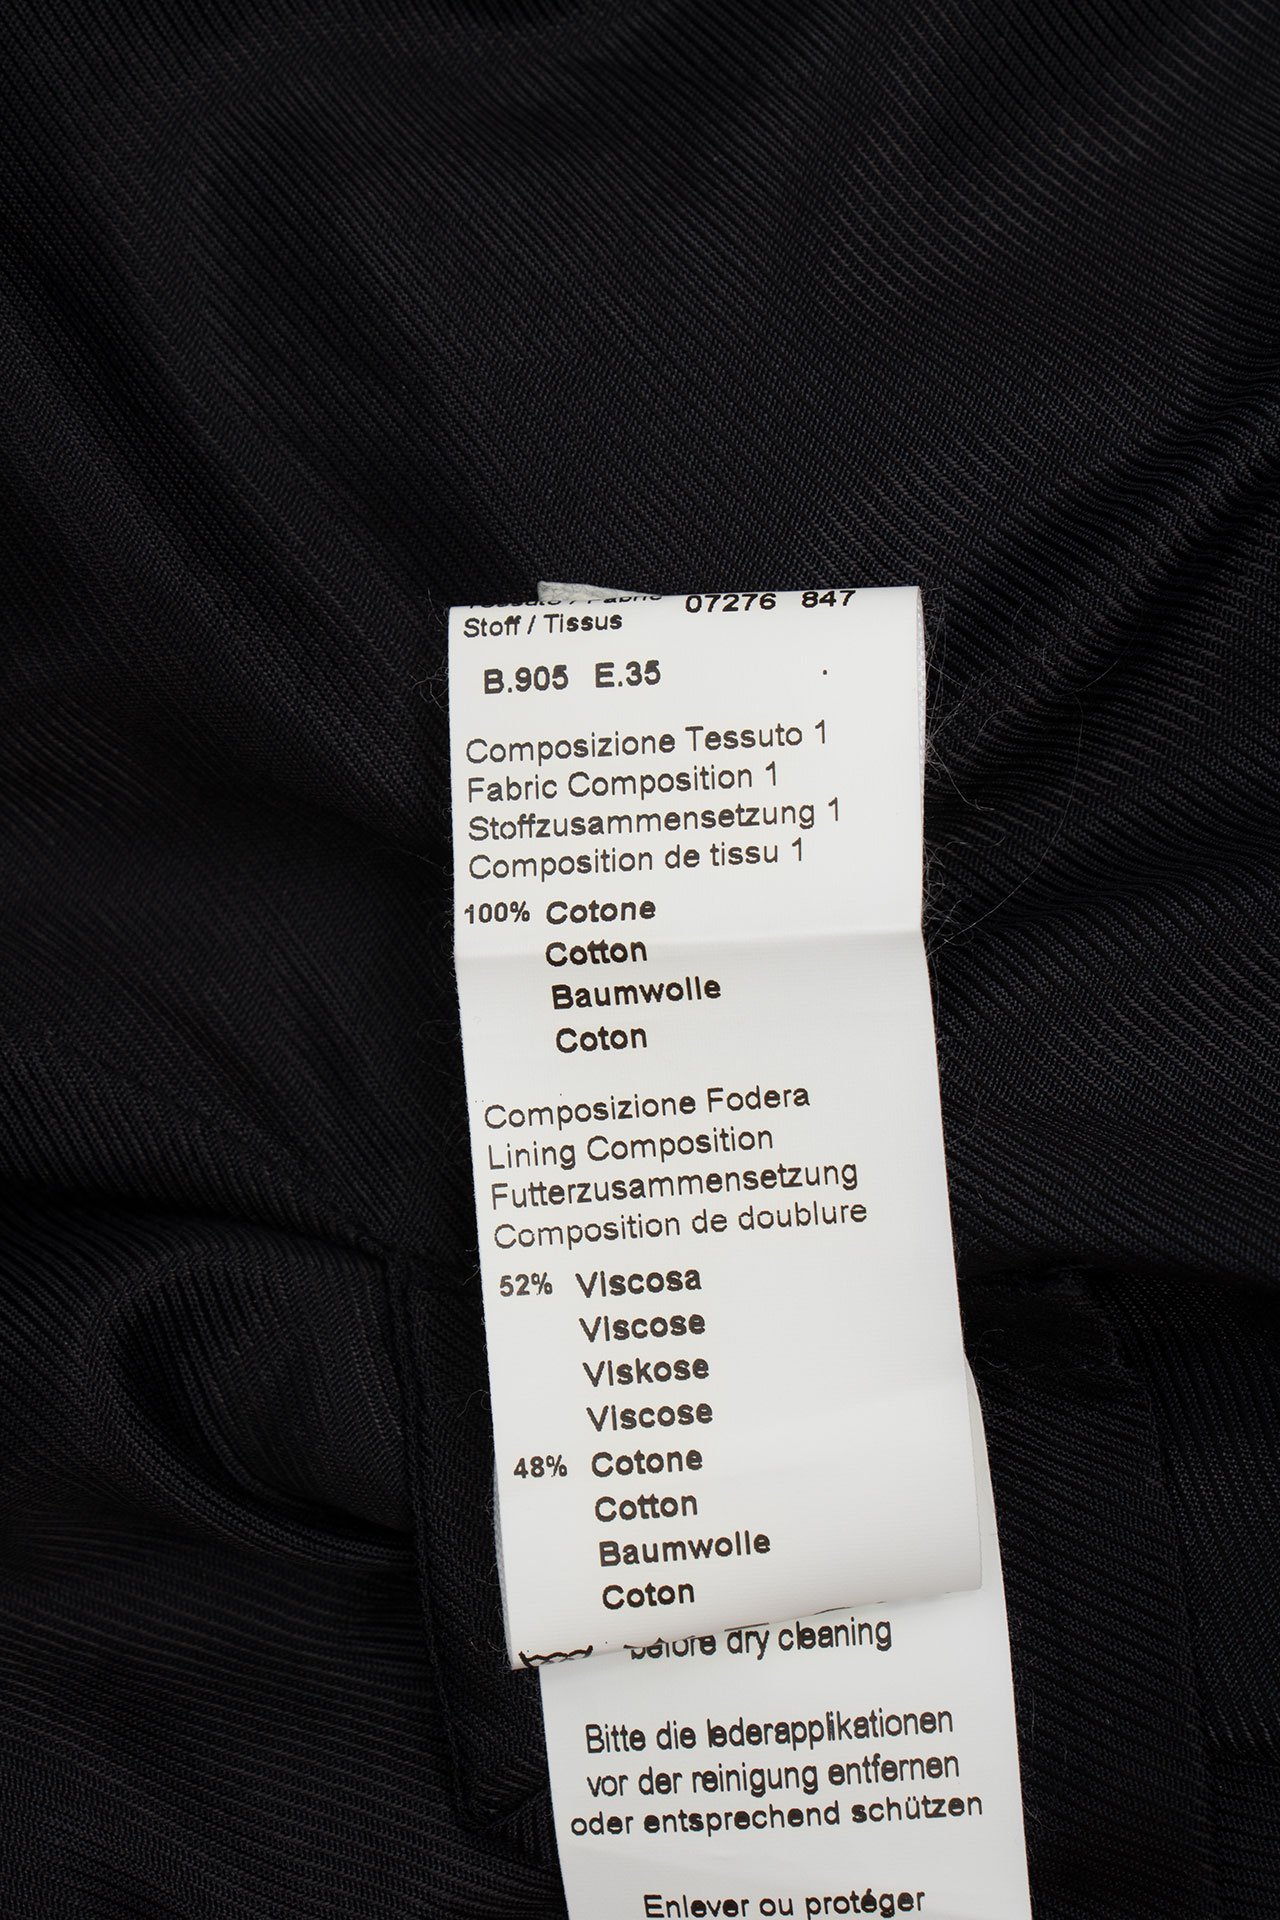 07276 847
Stoff / Tissus
B.905 E.35
Composizione Tessuto 1
Fabric Composition 1
Stoffzusammensetzung 1
Composition de tissu 1
100% Cotone
Cotton
Baumwolle
Coton
Composizione Fodera
Lining Composition
Futterzusammensetzung
Composition de doublure
52% Viscosa
Viscose
Viskose
Viscose
48% Cotone
Cotton
Baumwolle
Coton
before dry cleaning
Bitte die lederapplikationen
vor der reinigung entfernen
oder entsprechend schützen
Enlever ou protéger